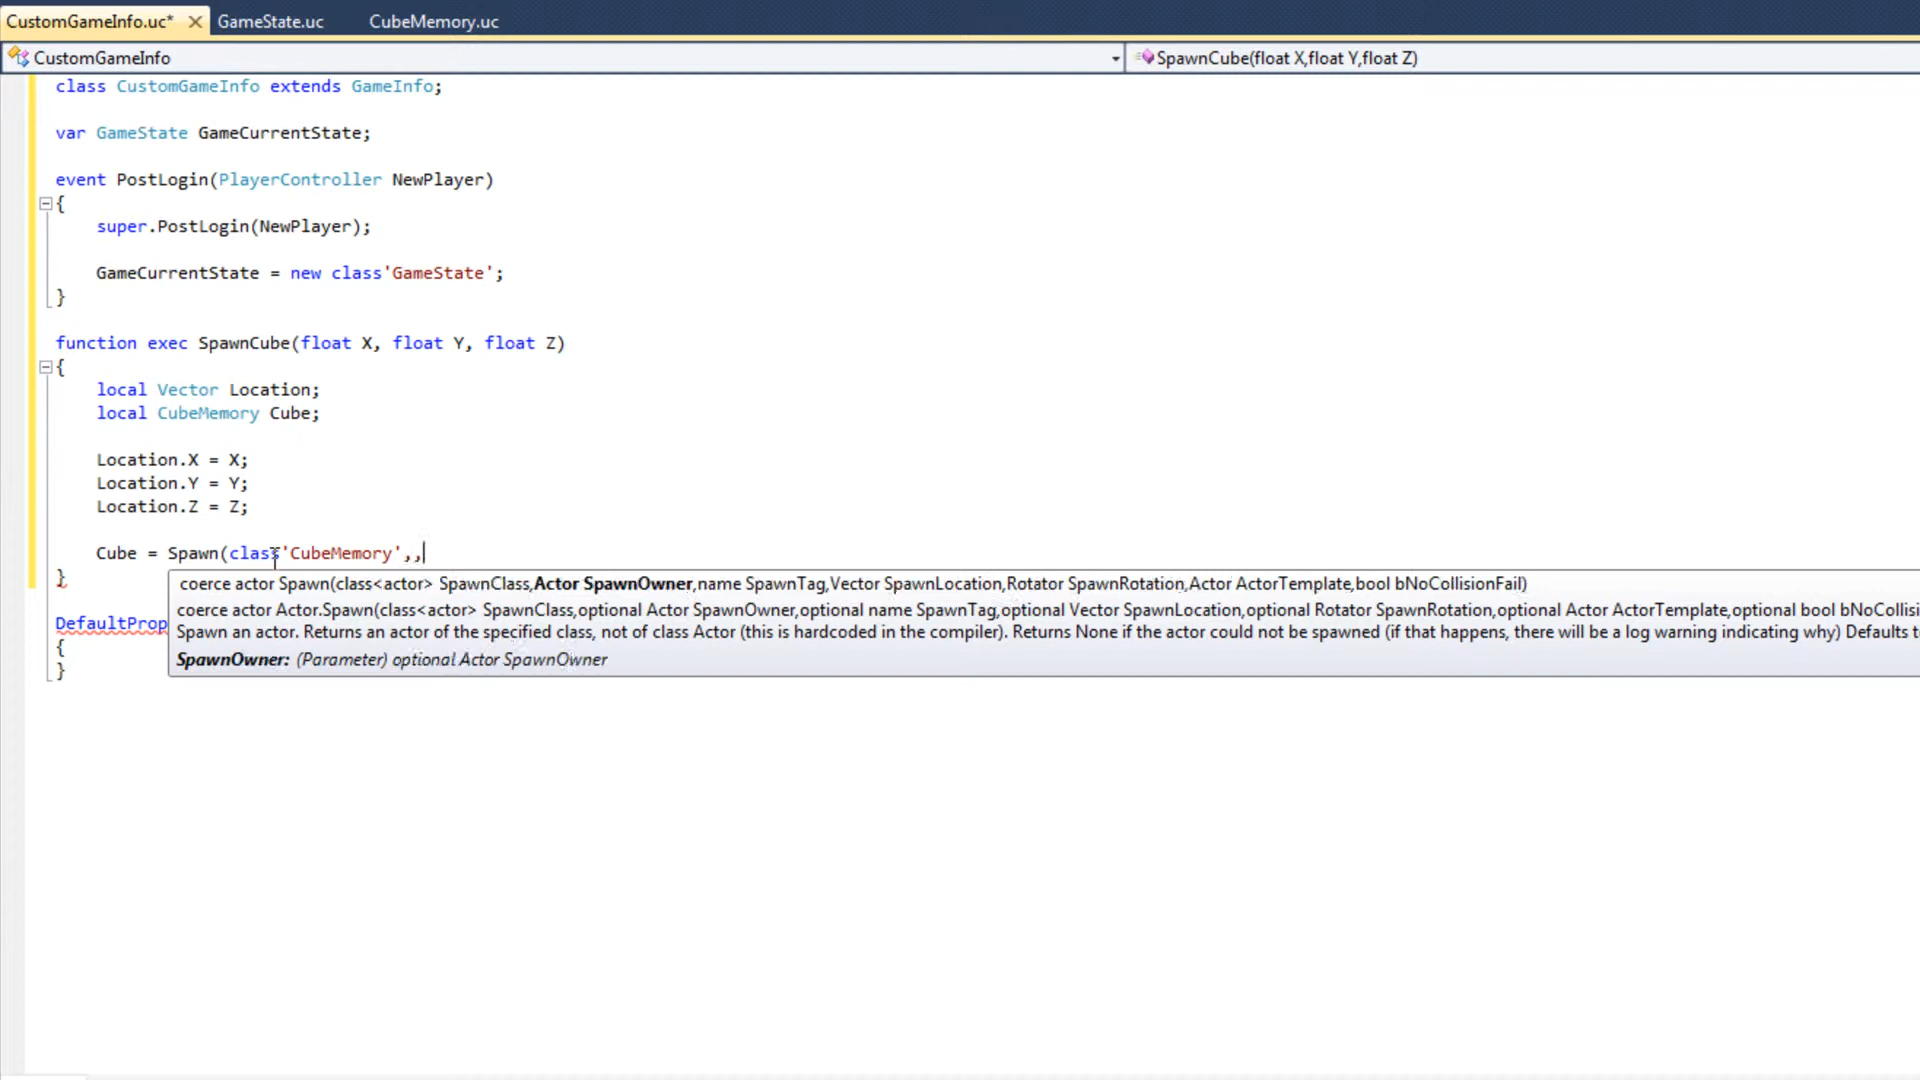 CustomGameInfo.uc* GameState.uc CubeMemory.uc
CustomGameInfo SpawnCube(float X,float Y,float Z)
class CustomGameInfo extends GameInfo;
var GameState GameCurrentState;
event PostLogin(PlayerController NewPlayer)
{
super.PostLogin(NewPlayer);
GameCurrentState = new class'GameState';
}
function exec SpawnCube(float X, float Y, float Z)
{
local Vector Location;
local CubeMemory Cube;
Location.X = X;
Location.Y = Y;
Location.Z = Z;
Cube = Spawn(class'CubeMemory',,
}
coerce actor Spawn(class<actor> SpawnClass,Actor SpawnOwner,name SpawnTag,Vector SpawnLocation,Rotator SpawnRotation,Actor ActorTemplate,bool bNoCollisionFail)
coerce actor Actor.Spawn(class<actor> SpawnClass,optional Actor SpawnOwner,optional name SpawnTag,optional Vector SpawnLocation,optional Rotator SpawnRotation,optional Actor ActorTemplate,optional bool bNoCollisi
DefaultProp
Spawn an actor. Returns an actor of the specified class, not of class Actor (this is hardcoded in the compiler). Returns None if the actor could not be spawned (if that happens, there will be a log warning indicating why) Defaults t
{
SpawnOwner: (Parameter) optional Actor SpawnOwner
}